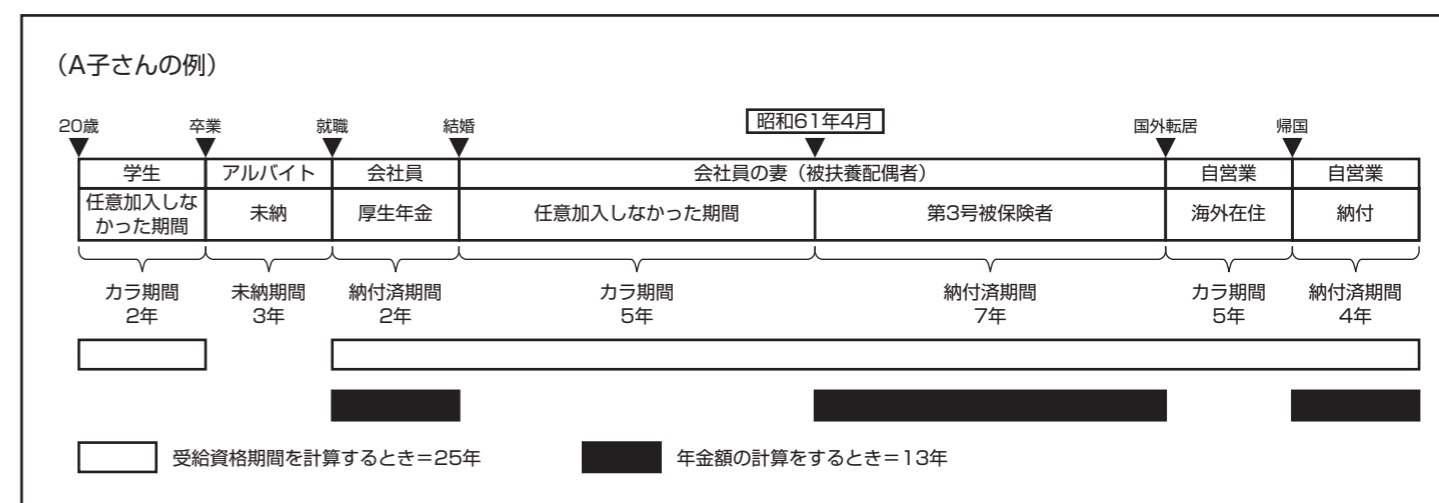 (A子さんの例)
昭和61年4月
20歳 卒業 就職 結婚 国外転居 帰国
学生 アルバイト 会社員 会社員の妻(被扶養配偶者) 自営業 自営業
任意加入しな
かった期間 未納 厚生年金 任意加入しなかった期間 第3号被保険者 海外在住 納付
カラ期間 未納期間 納付済期間 カラ期間 納付済期間 カラ期間 納付済期間
2年 3年 2年 5年 7年 5年 4年
受給資格期間を計算するとき=25年 年金額の計算をするとき=13年